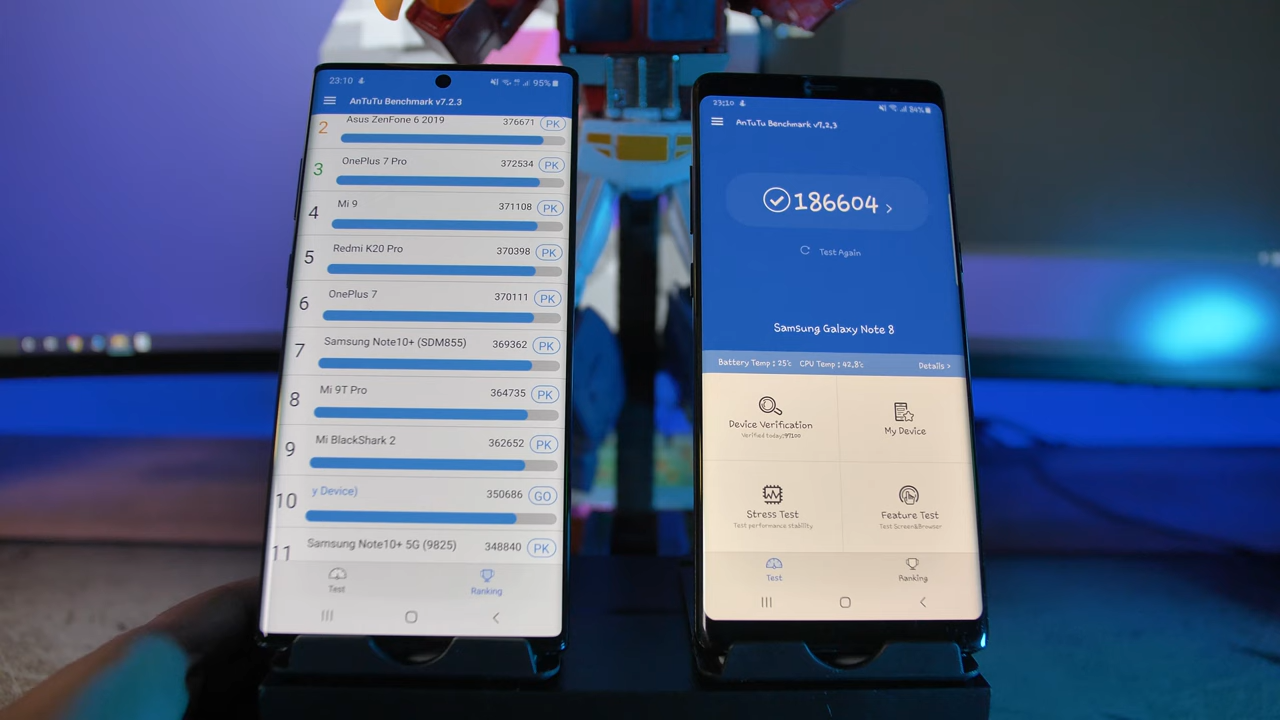 23:10
95%
AnTuTu Benchmark v7.2.3
2 Asus ZenFone 6 2019 376671 PK
3 OnePlus 7 Pro 372534 PK
4 Mi 9 371108 PK
5 Redmi K20 Pro 370398 PK
6 OnePlus 7 370111 PK
7 Samsung Note10+ (SDM855) 369362 PK
8 Mi 9T Pro 364735 PK
9 Mi BlackShark 2 362652 PK
10 y Device) 350686 GO
11 Samsung Note10+ 5G (9825) 348840 PK
Test
Ranking
23:10
84%
AnTuTu Benchmark v7.2.3
186604 >
Test Again
Samsung Galaxy Note 8
Battery Temp : 25℃ CPU Temp : 42.8℃ Details >
Device Verification
Verified today:97100
My Device
Stress Test
Test performance stability
Feature Test
Test Screen&Browser
Test
Ranking